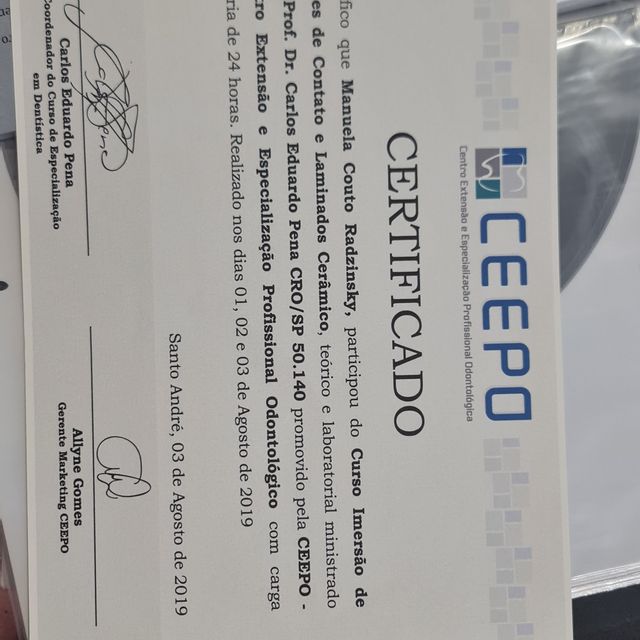 CEEPO
Centro Extensão e Especialização Profissional Odontológica
CERTIFICADO
que Manuela Couto Radzinsky, participou do Curso Imersão de
de Contato e Laminados Cerâmico, teórico e laboratorial ministrado
Prof. Dr. Carlos Eduardo Pena CRO/SP 50.140 promovido pela CEEPO -
Extensão e Especialização Profissional Odontológico com carga
de 24 horas. Realizado nos dias 01, 02 e 03 de Agosto de 2019
Santo André, 03 de Agosto de 2019
Carlos Eduardo Pena
Coordenador do Curso de Especialização
em Dentística
Allyne Gomes
Gerente Marketing CEEPO